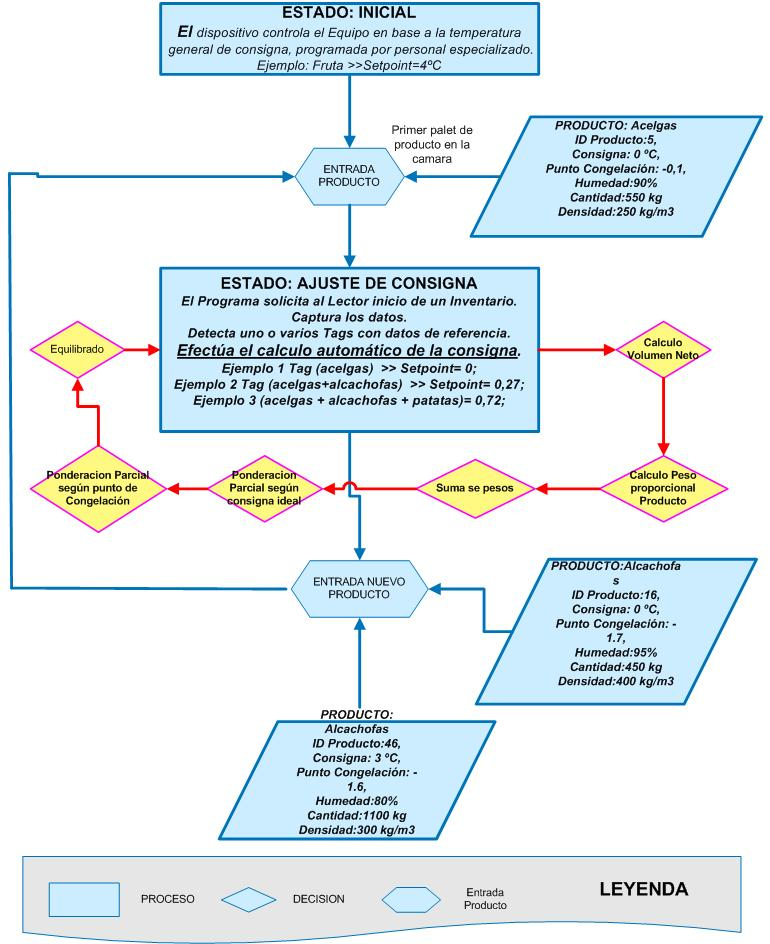 ESTADO: INICIAL
El dispositivo controla el Equipo en base a la temperatura
general de consigna, programada por personal especializado.
Ejemplo: Fruta >>Setpoint=4ºC
Primer palet de
producto en la
camara
ENTRADA
PRODUCTO
PRODUCTO: Acelgas
ID Producto:5,
Consigna: 0 ºC,
Punto Congelación: -0,1,
Humedad:90%
Cantidad:550 kg
Densidad:250 kg/m3
ESTADO: AJUSTE DE CONSIGNA
El Programa solicita al Lector inicio de un Inventario.
Captura los datos.
Detecta uno o varios Tags con datos de referencia.
Efectúa el calculo automático de la consigna.
Ejemplo 1 Tag (acelgas) >> Setpoint= 0;
Ejemplo 2 Tag (acelgas+alcachofas) >> Setpoint= 0,27;
Ejemplo 3 (acelgas + alcachofas + patatas)= 0,72;
Equilibrado
Calculo
Volumen Neto
Ponderacion Parcial
según punto de
Congelación
Ponderacion
Parcial según
consigna ideal
Suma se pesos
Calculo Peso
proporcional
Producto
ENTRADA NUEVO
PRODUCTO
PRODUCTO:Alcachofa
s
ID Producto:16,
Consigna: 0 ºC,
Punto Congelación: -
1.7,
Humedad:95%
Cantidad:450 kg
Densidad:400 kg/m3
PRODUCTO:
Alcachofas
ID Producto:46,
Consigna: 3 ºC,
Punto Congelación: -
1.6,
Humedad:80%
Cantidad:1100 kg
Densidad:300 kg/m3
LEYENDA
PROCESO
DECISION
Entrada
Producto